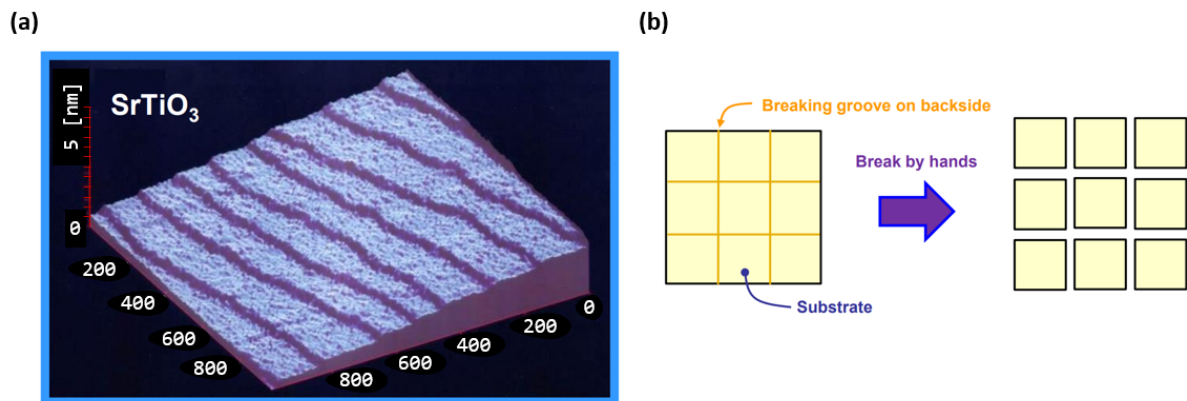 (a)
(b)
SrTiO₃
5 [nm]
0
200
400
600
800
800
600
400
200
0
Breaking groove on backside
Break by hands
Substrate